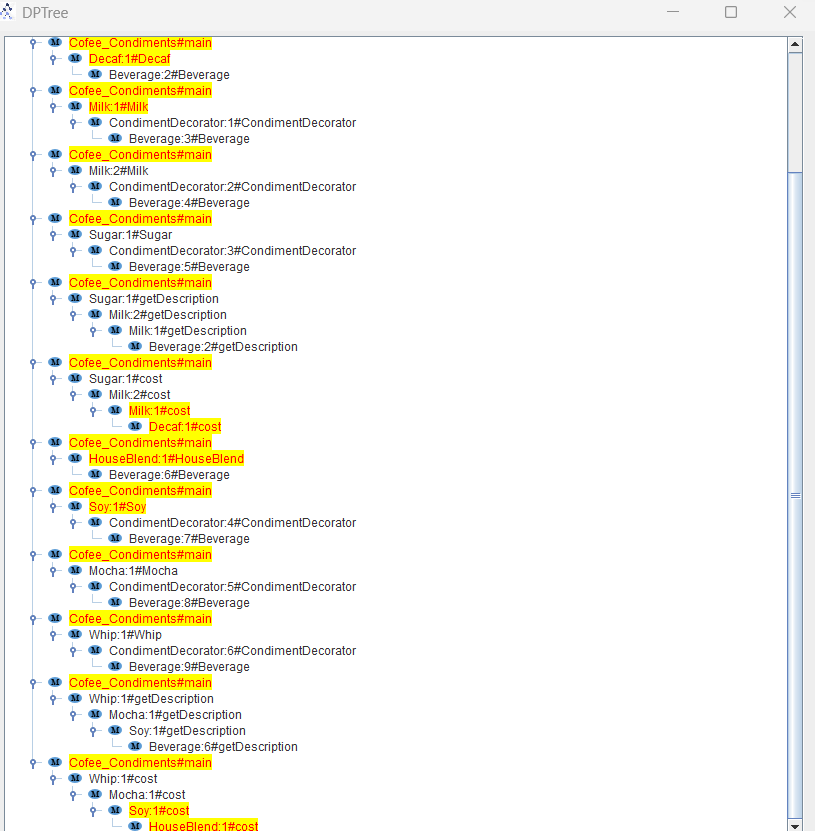 DPTree
Cofee_Condiments#main
Decaf:1#Decaf
Beverage:2#Beverage
Cofee_Condiments#main
Milk:1#Milk
CondimentDecorator:1#CondimentDecorator
Beverage:3#Beverage
Cofee_Condiments#main
Milk:2#Milk
CondimentDecorator:2#CondimentDecorator
Beverage:4#Beverage
Cofee_Condiments#main
Sugar:1#Sugar
CondimentDecorator:3#CondimentDecorator
Beverage:5#Beverage
Cofee_Condiments#main
Sugar:1#getDescription
Milk:2#getDescription
Milk:1#getDescription
Beverage:2#getDescription
Cofee_Condiments#main
Sugar:1#cost
Milk:2#cost
Milk:1#cost
Decaf:1#cost
Cofee_Condiments#main
HouseBlend:1#HouseBlend
Beverage:6#Beverage
Cofee_Condiments#main
Soy:1#Soy
CondimentDecorator:4#CondimentDecorator
Beverage:7#Beverage
Cofee_Condiments#main
Mocha:1#Mocha
CondimentDecorator:5#CondimentDecorator
Beverage:8#Beverage
Cofee_Condiments#main
Whip:1#Whip
CondimentDecorator:6#CondimentDecorator
Beverage:9#Beverage
Cofee_Condiments#main
Whip:1#getDescription
Mocha:1#getDescription
Soy:1#getDescription
Beverage:6#getDescription
Cofee_Condiments#main
Whip:1#cost
Mocha:1#cost
Soy:1#cost
HouseBlend:1#cost